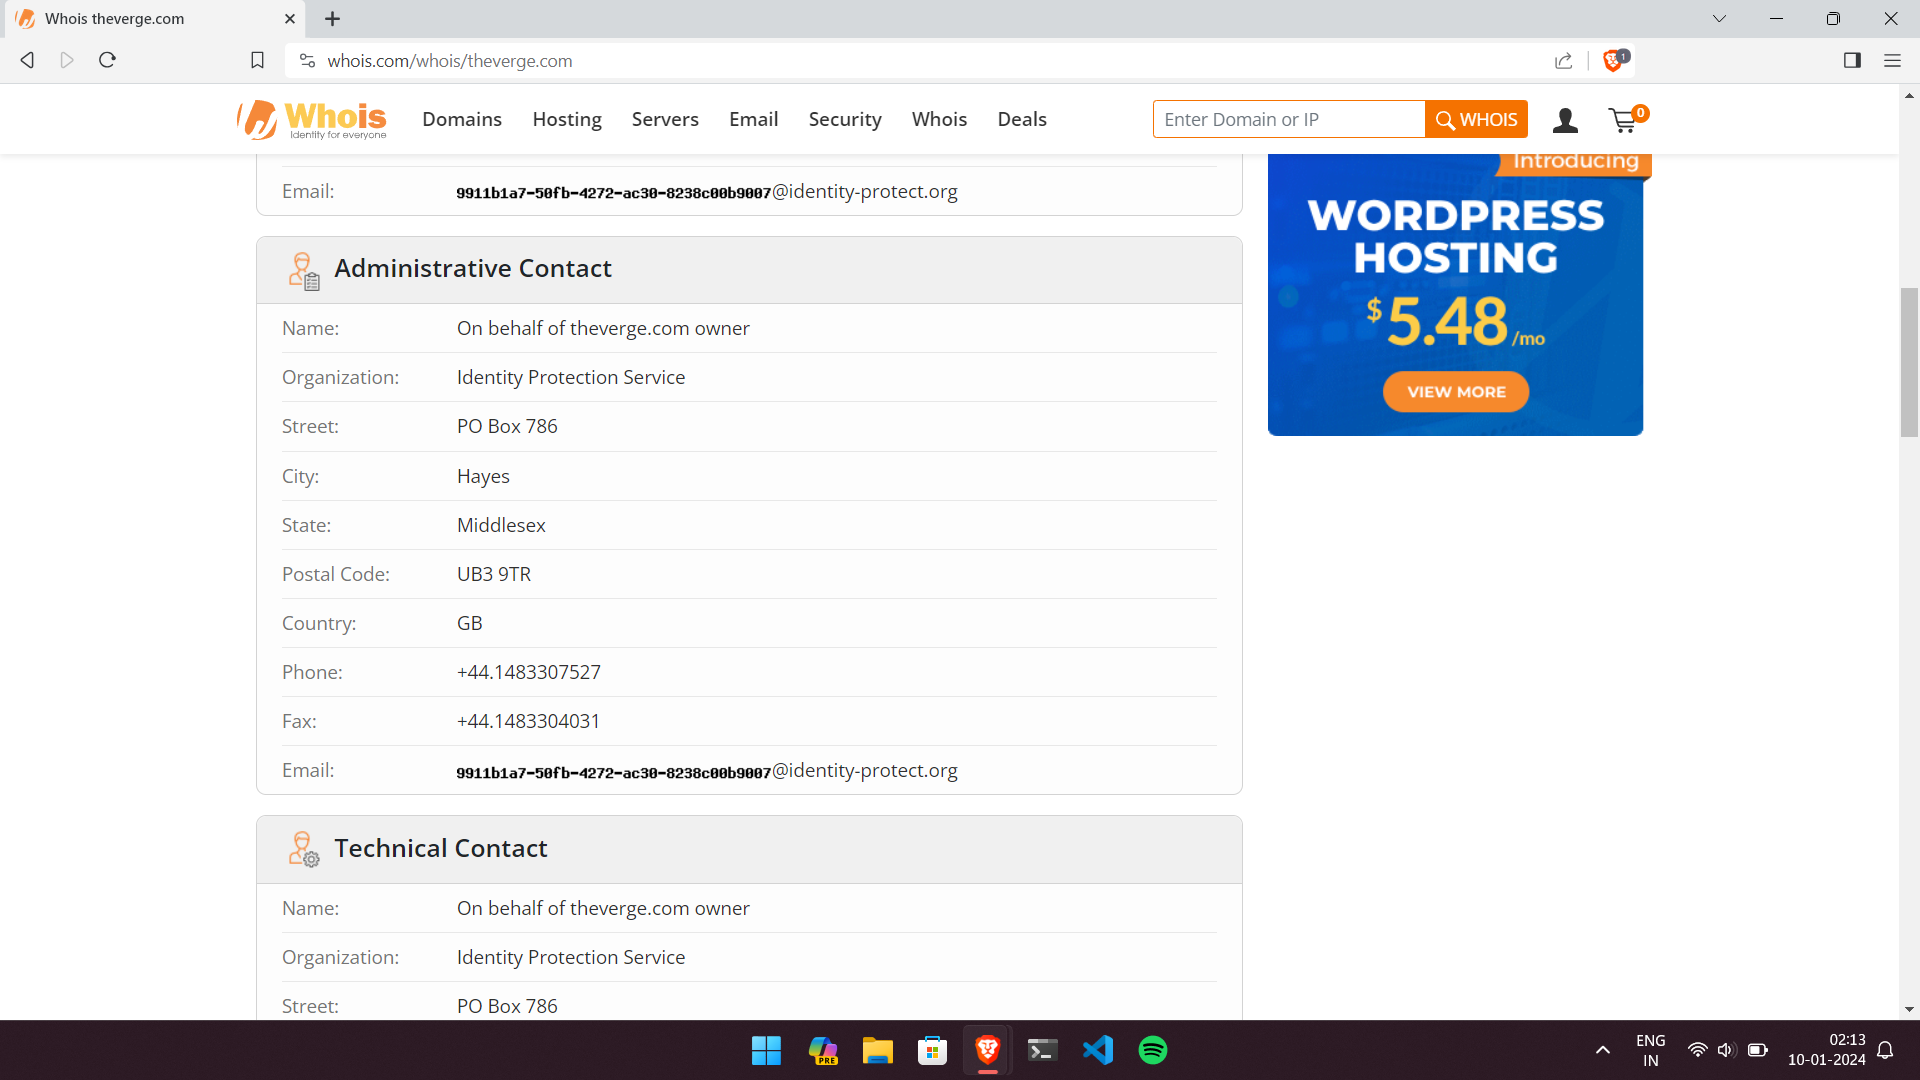 Whois theverge.com
whois.com/whois/theverge.com
1
Whois
Identity for everyone
Domains Hosting Servers Email Security Whois Deals
Enter Domain or IP
WHOIS
0
Email: 9911b1a7-50fb-4272-ac30-8238c00b9007@identity-protect.org
Administrative Contact
Name: On behalf of theverge.com owner
Organization: Identity Protection Service
Street: PO Box 786
City: Hayes
State: Middlesex
Postal Code: UB3 9TR
Country: GB
Phone: +44.1483307527
Fax: +44.1483304031
Email: 9911b1a7-50fb-4272-ac30-8238c00b9007@identity-protect.org
Technical Contact
Name: On behalf of theverge.com owner
Organization: Identity Protection Service
Street: PO Box 786
Introducing
WORDPRESS
HOSTING
$5.48/mo
VIEW MORE
PRE
ENG
IN
02:13
10-01-2024